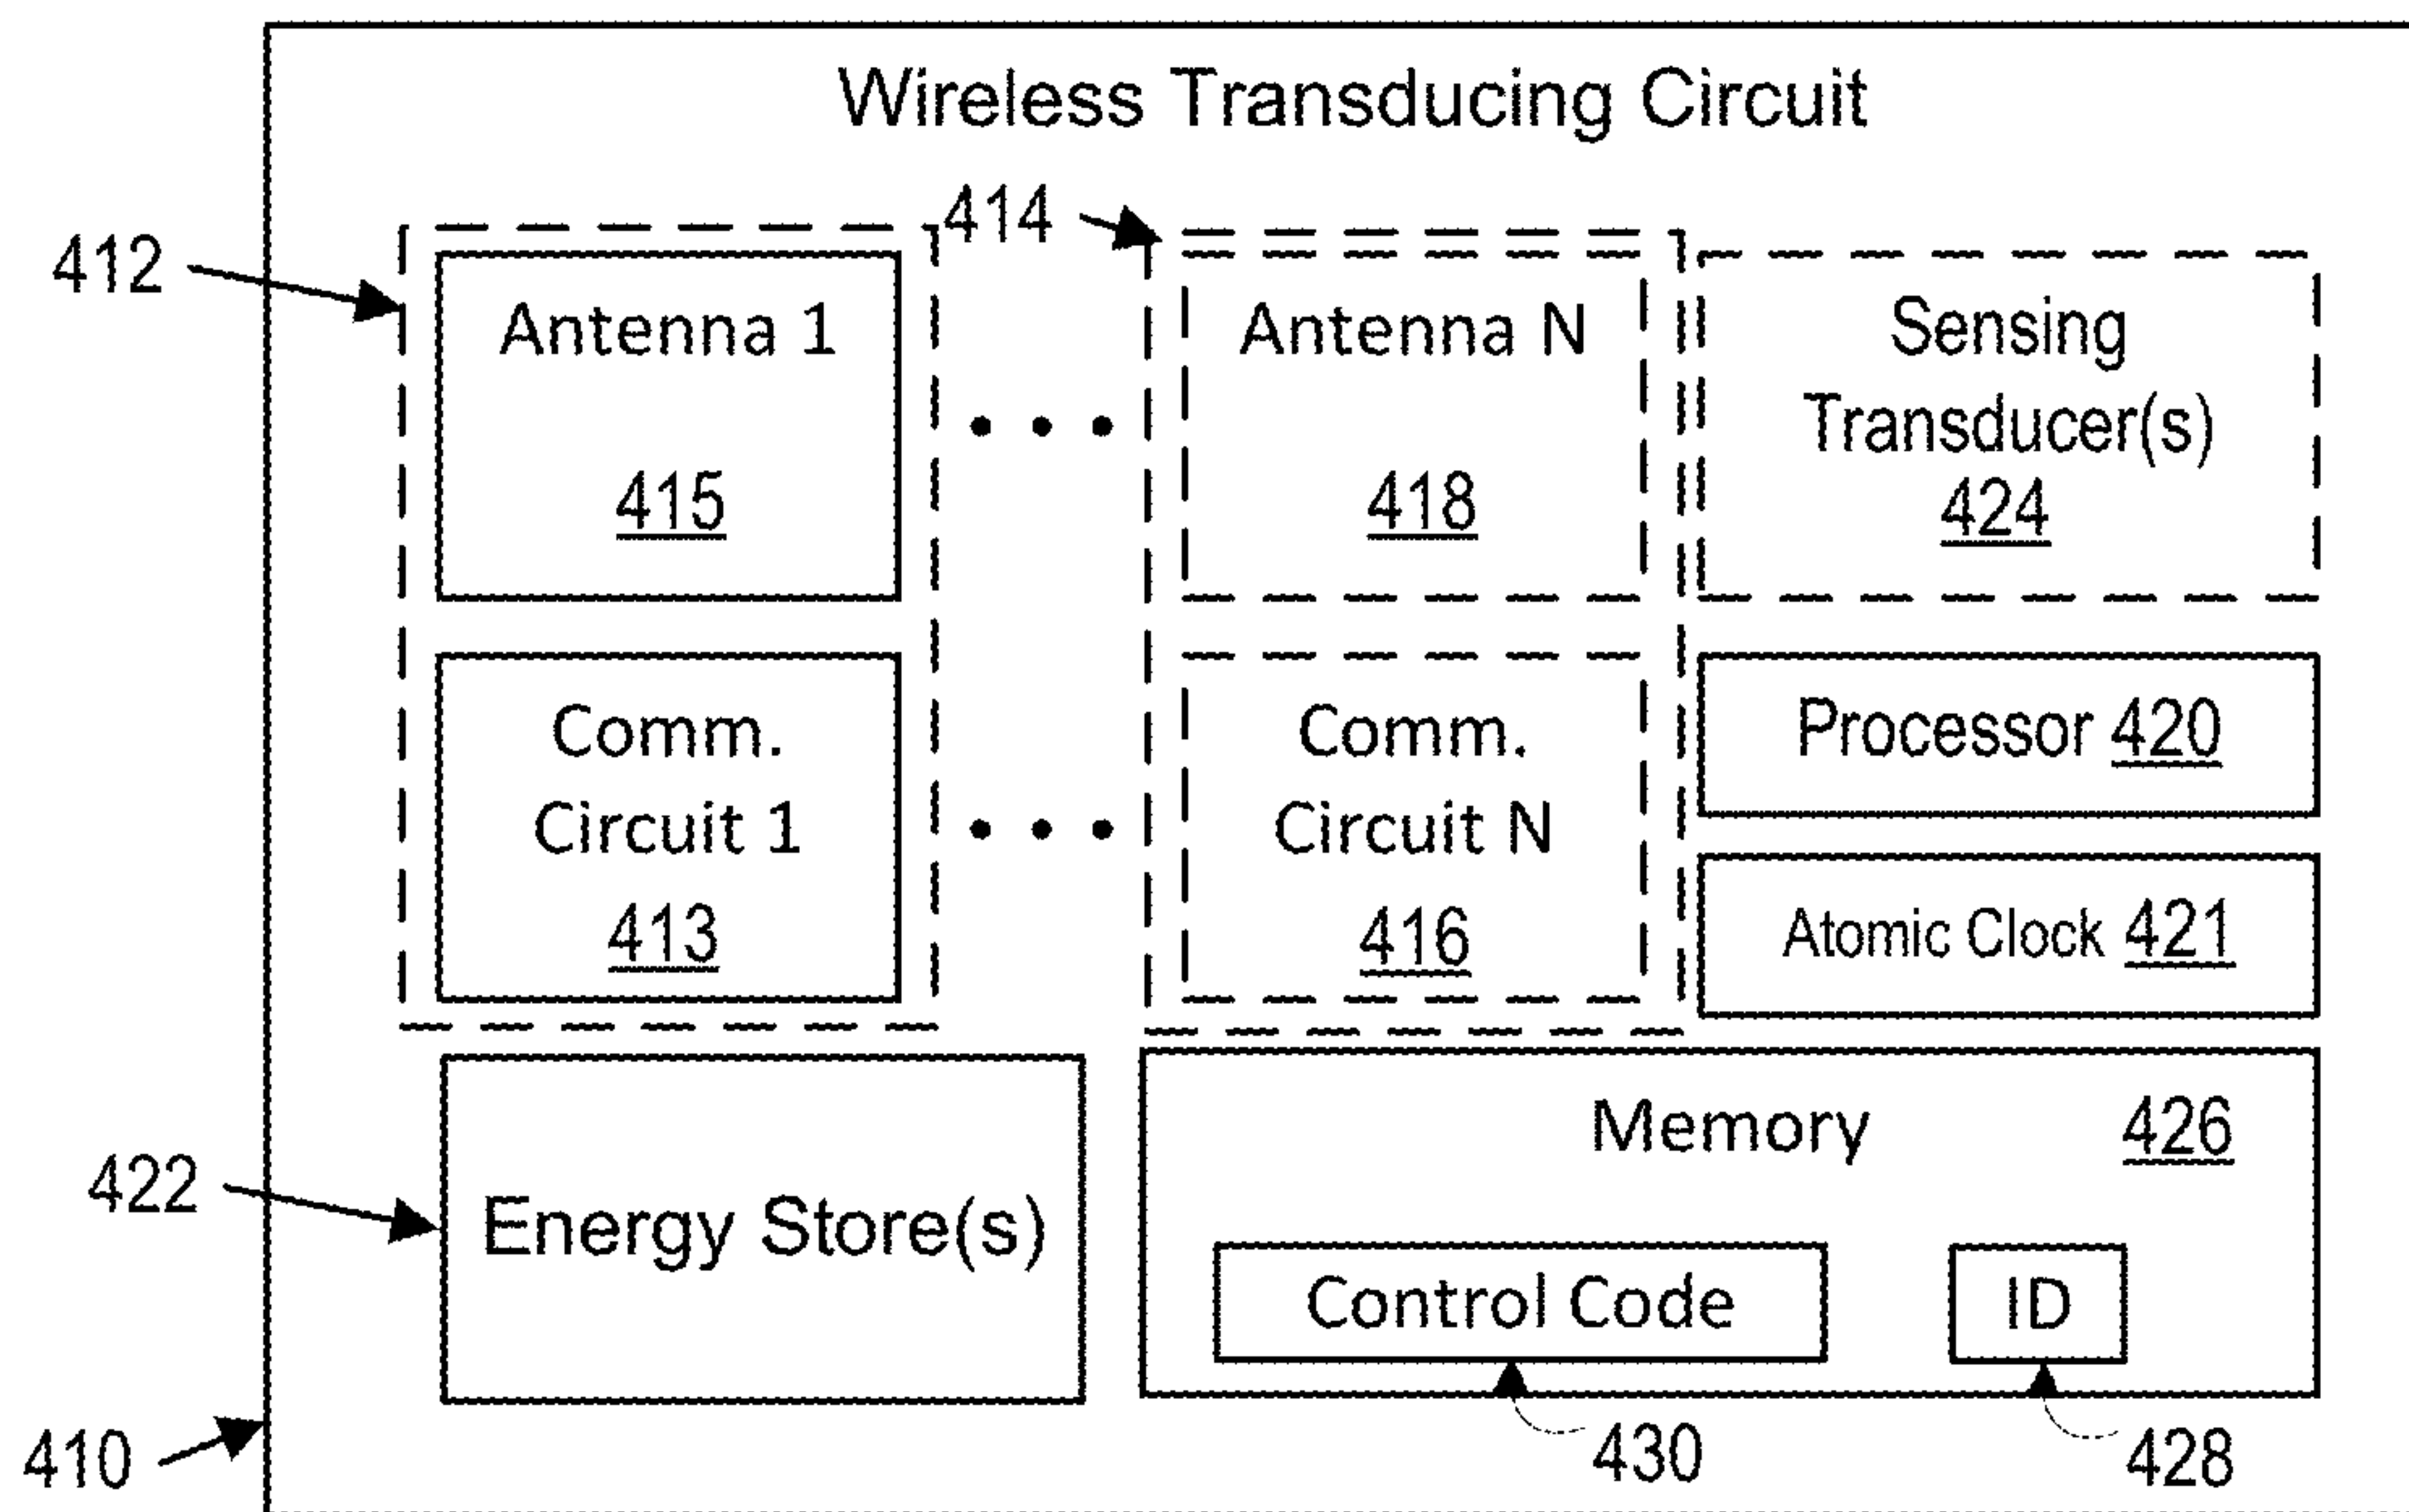 Wireless Transducing Circuit
412
414
Antenna 1
415
Antenna N
418
Sensing
Transducer(s)
424
Comm.
Circuit 1
413
Comm.
Circuit N
416
Processor 420
Atomic Clock 421
422
Energy Store(s)
Memory 426
Control Code
ID
410
430
428